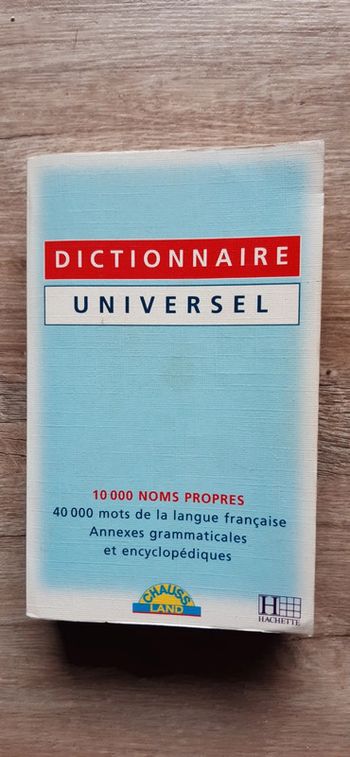 DICTIONNAIRE
UNIVERSEL
10 000 NOMS PROPRES
40 000 mots de la langue française
Annexes grammaticales
et encyclopédiques
CHAUSS
LAND
H
HACHETTE